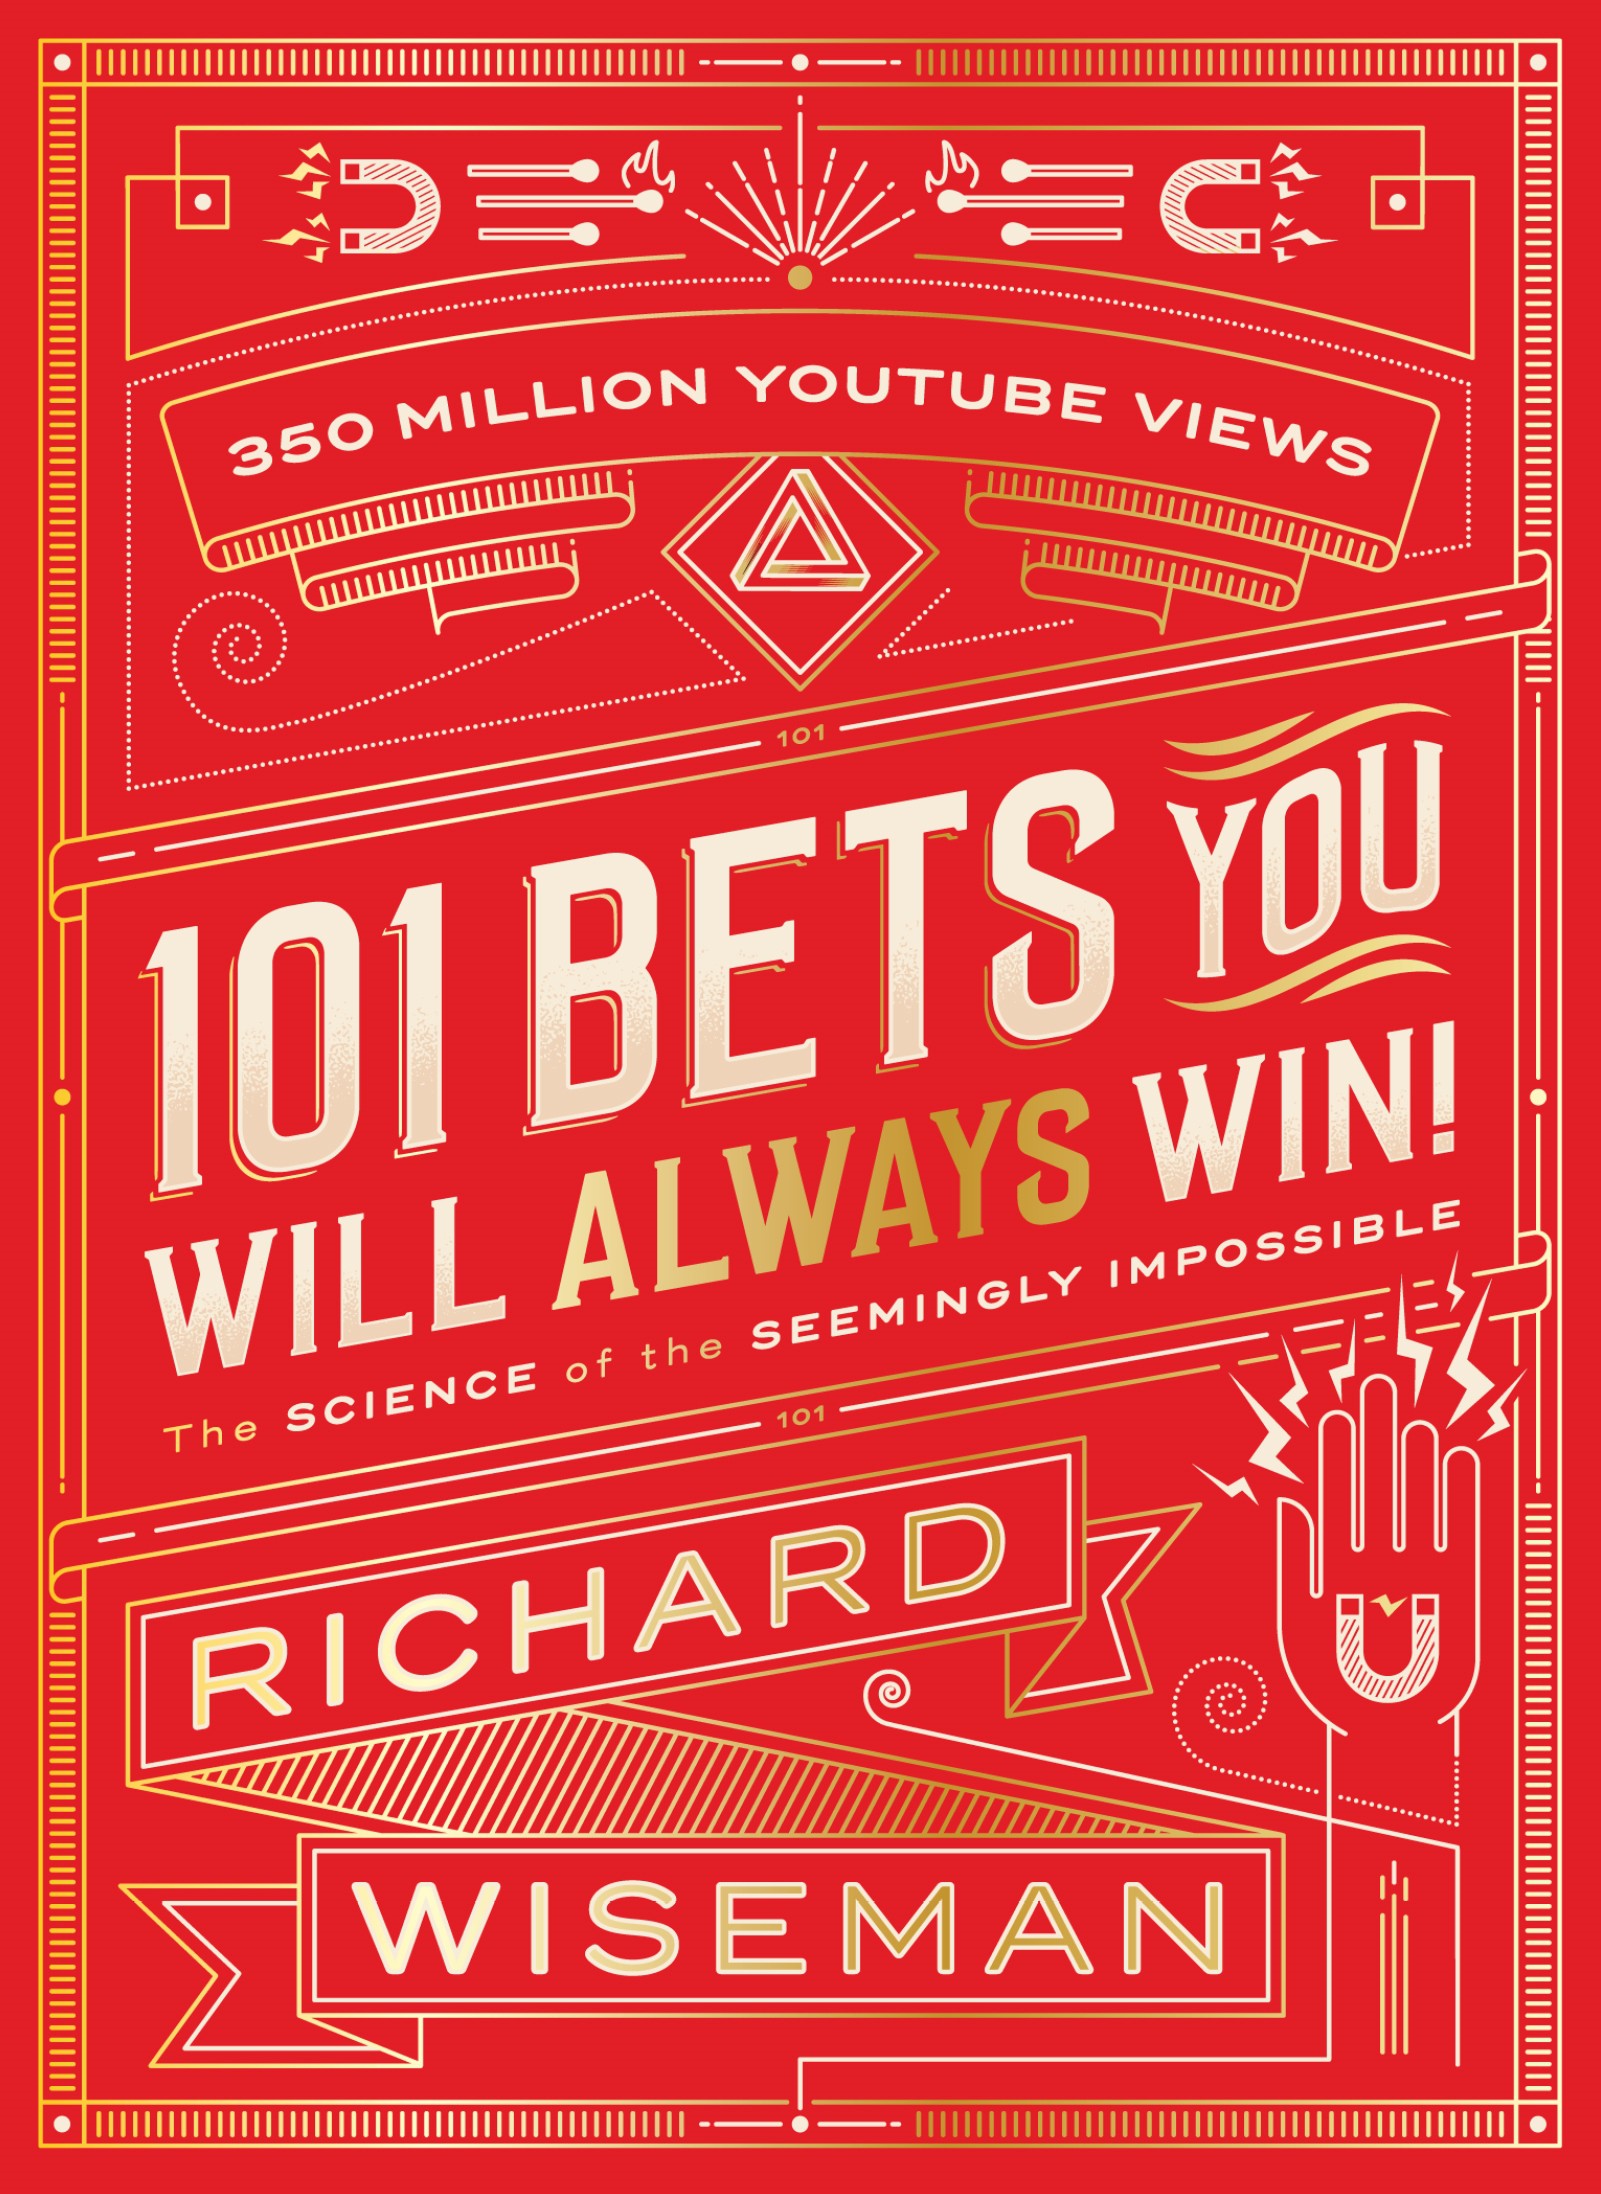 350 MILLION YOUTUBE VIEWS
101
101 BETS YOU
WILL ALWAYS WIN!
The SCIENCE of the SEEMINGLY IMPOSSIBLE
101
RICHARD
WISEMAN